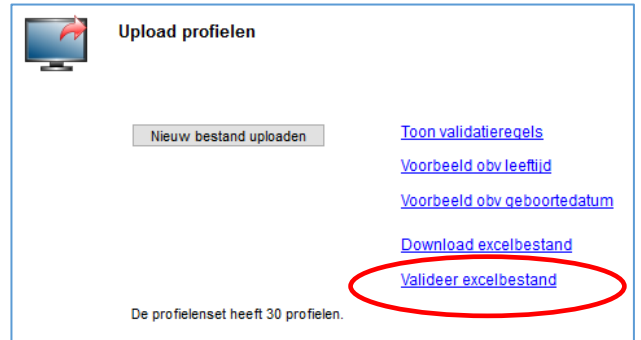 Upload profielen
Nieuw bestand uploaden
Toon validatieregels
Voorbeeld obv leeftijd
Voorbeeld obv geboortedatum
Download excelbestand
Valideer excelbestand
De profielenset heeft 30 profielen.